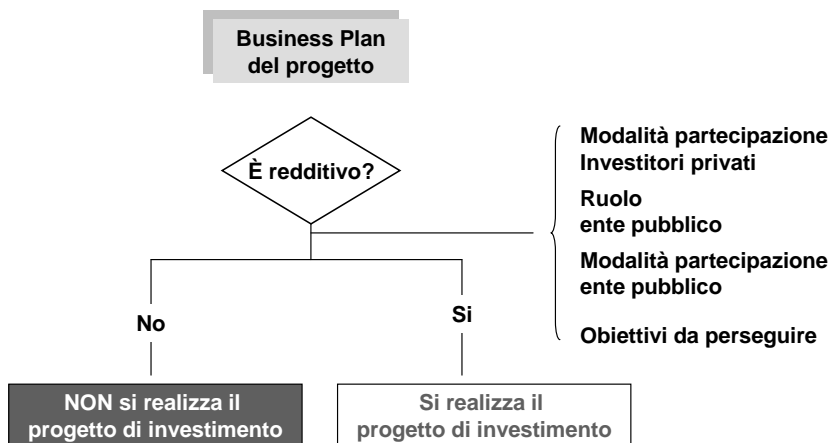 Business Plan
del progetto
È redditivo?
Modalità partecipazione
Investitori privati
Ruolo
ente pubblico
Modalità partecipazione
ente pubblico
Obiettivi da perseguire
No
Si
NON si realizza il
progetto di investimento
Si realizza il
progetto di investimento